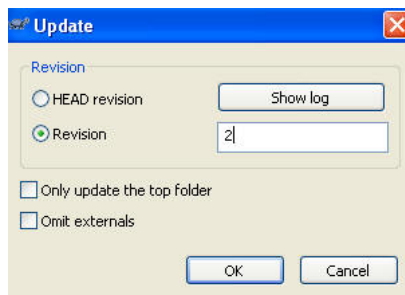 Update
Revision
HEAD revision
Show log
Revision
2
Only update the top folder
Omit externals
OK
Cancel